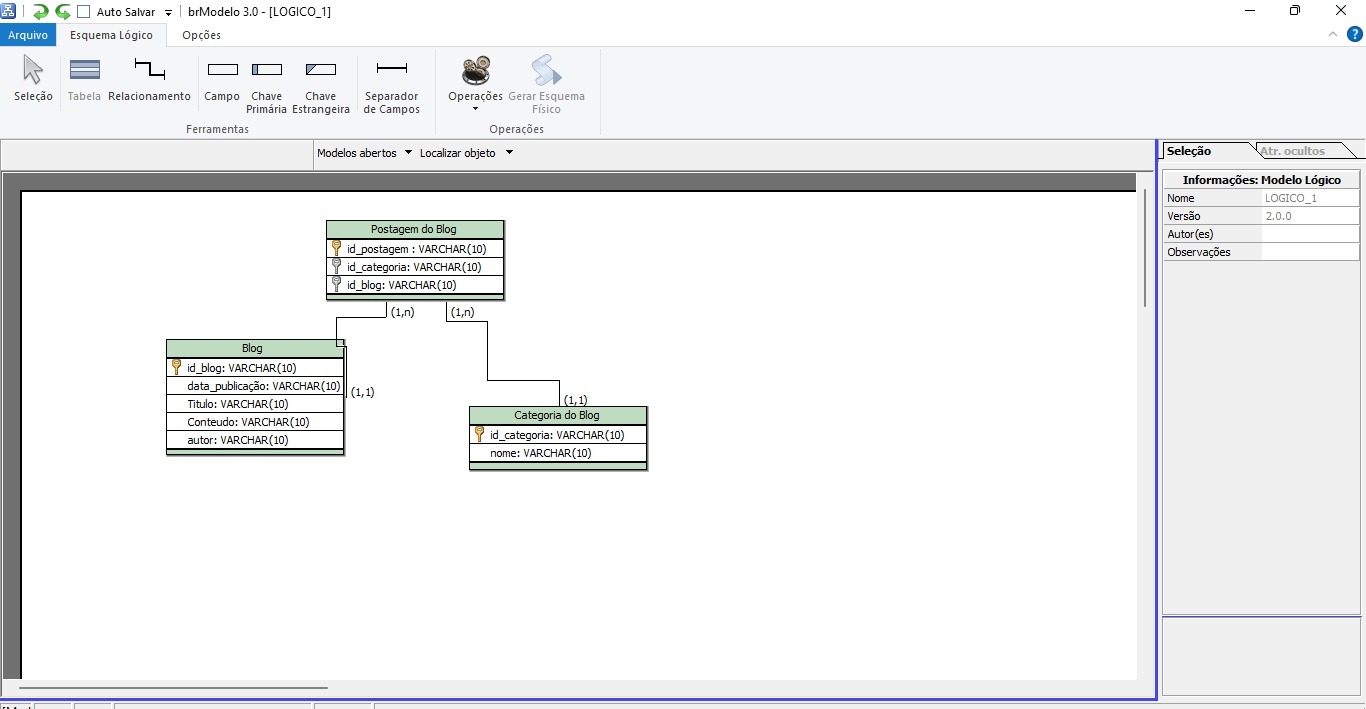 Auto Salvar
brModelo 3.0 - [LOGICO_1]
Arquivo
Esquema Lógico
Opções
Seleção
Tabela
Relacionamento
Campo
Chave Primária
Chave Estrangeira
Separador de Campos
Operações
Gerar Esquema Físico
Ferramentas
Operações
Modelos abertos
Localizar objeto
Seleção
Atr. ocultos
Informações: Modelo Lógico
Nome LOGICO_1
Versão 2.0.0
Autor(es)
Observações
Postagem do Blog
id_postagem : VARCHAR(10)
id_categoria: VARCHAR(10)
id_blog: VARCHAR(10)
(1,n)
(1,n)
Blog
id_blog: VARCHAR(10)
data_publicação: VARCHAR(10)
Titulo: VARCHAR(10)
Conteudo: VARCHAR(10)
autor: VARCHAR(10)
(1,1)
(1,1)
Categoria do Blog
id_categoria: VARCHAR(10)
nome: VARCHAR(10)